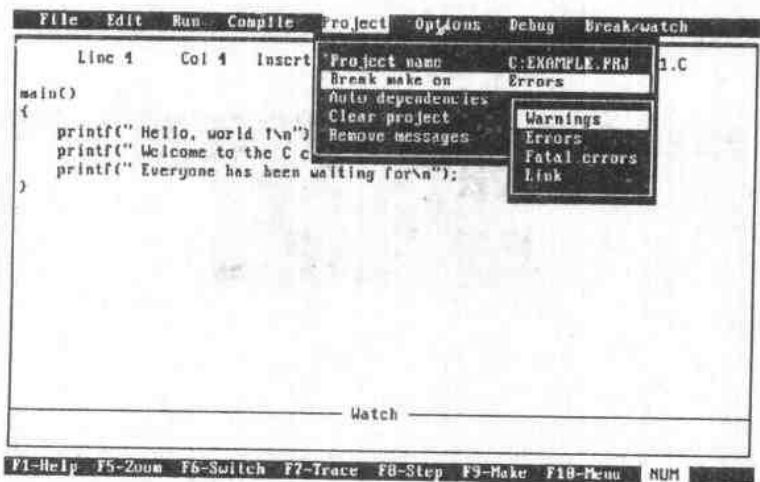 File Edit Run Compile Project Options Debug Break/watch
Line 1 Col 1 Insert 1.C
Project name C:EXAMPLE.PRJ
Break make on Errors
Auto dependencies
Clear project
Remove messages
Warnings
Errors
Fatal errors
Link
main()
{
printf(" Hello, world !\n")
printf(" Welcome to the C c
printf(" Everyone has been waiting for\n");
}
Watch
F1-Help F5-Zoom F6-Switch F7-Trace F8-Step F9-Make F10-Menu NUM